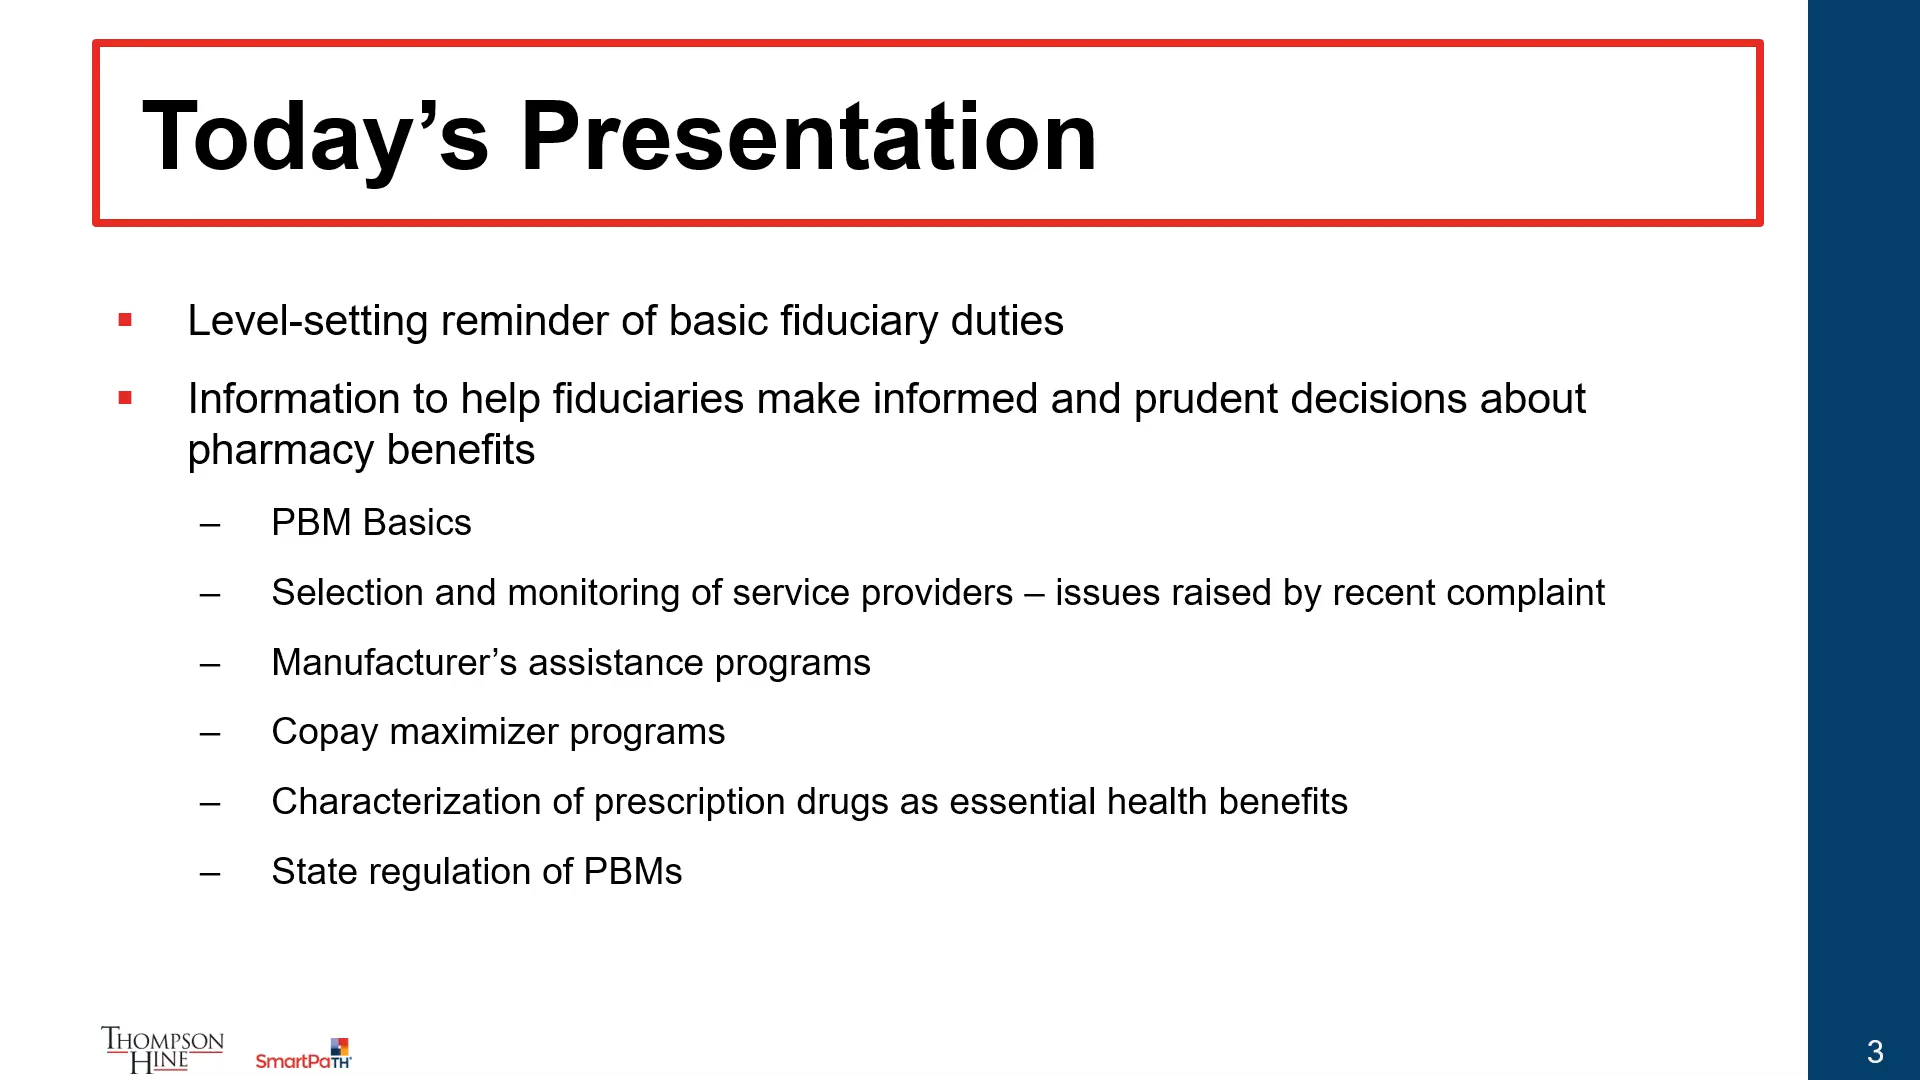 Today’s Presentation
▪ Level-setting reminder of basic fiduciary duties
▪ Information to help fiduciaries make informed and prudent decisions about
pharmacy benefits
– PBM Basics
– Selection and monitoring of service providers – issues raised by recent complaint
– Manufacturer’s assistance programs
– Copay maximizer programs
– Characterization of prescription drugs as essential health benefits
– State regulation of PBMs
THOMPSON
HINE
SmartPaTH
3